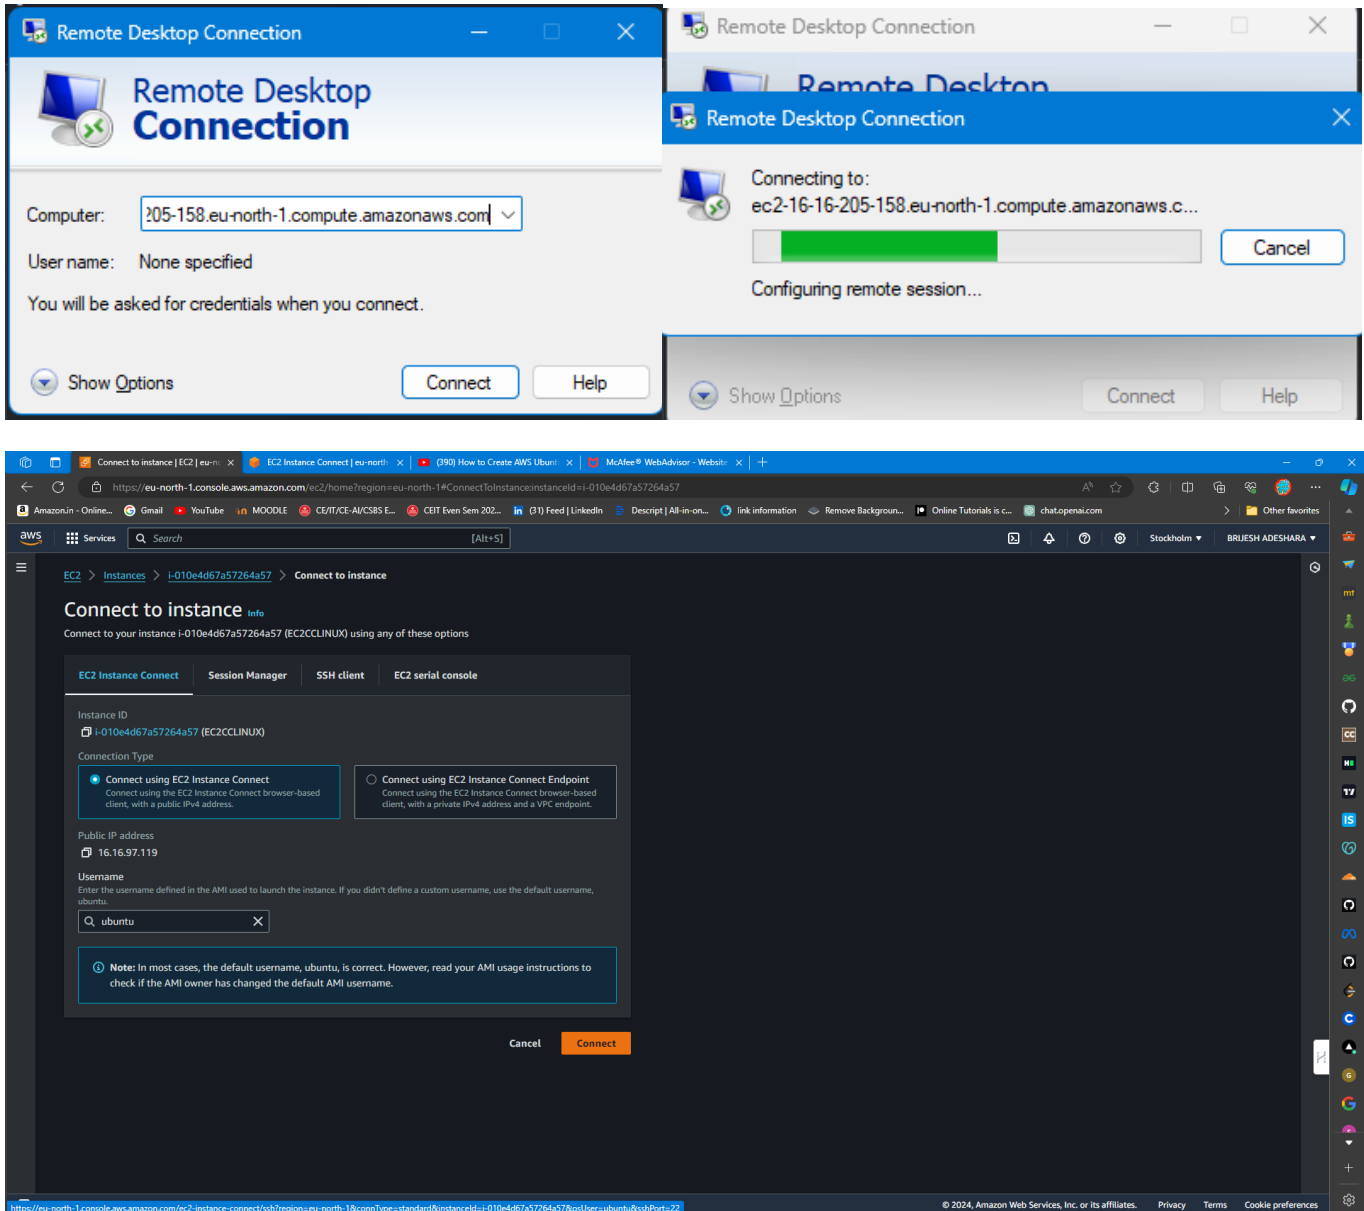 Remote Desktop Connection
Remote Desktop
Connection
Computer:
205-158.eu-north-1.compute.amazonaws.com
User name: None specified
You will be asked for credentials when you connect.
Show Options
Connect
Help
Remote Desktop Connection
Remote Desktop
Remote Desktop Connection
Connecting to:
ec2-16-16-205-158.eu-north-1.compute.amazonaws.c...
Cancel
Configuring remote session...
Show Options
Connect
Help
Connect to instance | EC2 | eu-no
EC2 Instance Connect | eu-north-
(390) How to Create AWS Ubunt
McAfee® WebAdvisor - Website
https://eu-north-1.console.aws.amazon.com/ec2/home?region=eu-north-1#ConnectToInstance:instanceId=i-010e4d67a57264a57
Amazon.in - Online...
Gmail
YouTube
MOODLE
CE/IT/CE-AI/CSBS E...
CEIT Even Sem 202...
(31) Feed | LinkedIn
Descript | All-in-on...
link information
Remove Backgroun...
Online Tutorials is c...
chat.openai.com
Other favorites
aws
Services
Search
[Alt+S]
Stockholm
BRIJESH ADESHARA
EC2 > Instances > i-010e4d67a57264a57 > Connect to instance
Connect to instance Info
Connect to your instance i-010e4d67a57264a57 (EC2CCLINUX) using any of these options
EC2 Instance Connect
Session Manager
SSH client
EC2 serial console
Instance ID
i-010e4d67a57264a57 (EC2CCLINUX)
Connection Type
Connect using EC2 Instance Connect
Connect using the EC2 Instance Connect browser-based
client, with a public IPv4 address.
Connect using EC2 Instance Connect Endpoint
Connect using the EC2 Instance Connect browser-based
client, with a private IPv4 address and a VPC endpoint.
Public IP address
16.16.97.119
Username
Enter the username defined in the AMI used to launch the instance. If you didn't define a custom username, use the default username,
ubuntu.
ubuntu
Note: In most cases, the default username, ubuntu, is correct. However, read your AMI usage instructions to
check if the AMI owner has changed the default AMI username.
Cancel
Connect
https://eu-north-1.console.aws.amazon.com/ec2-instance-connect/ssh?region=eu-north-1&connType=standard&instanceId=i-010e4d67a57264a57&osUser=ubuntu&sshPort=22
© 2024, Amazon Web Services, Inc. or its affiliates.
Privacy
Terms
Cookie preferences